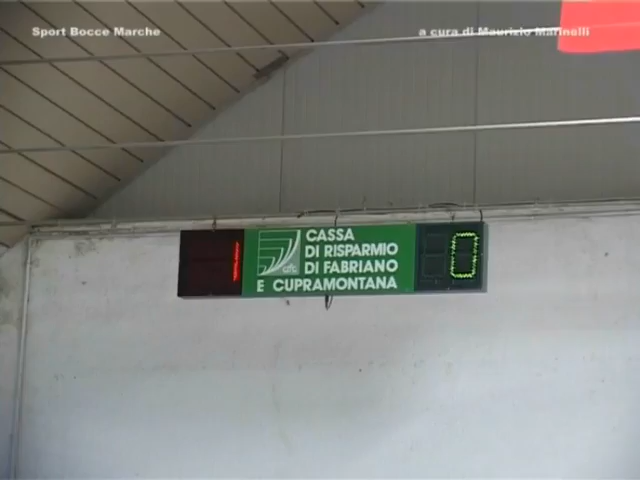 Sport Bocce Marche
a cura di Maurizio Marinelli
CASSA
DI RISPARMIO
DI FABRIANO
E CUPRAMONTANA
1
0